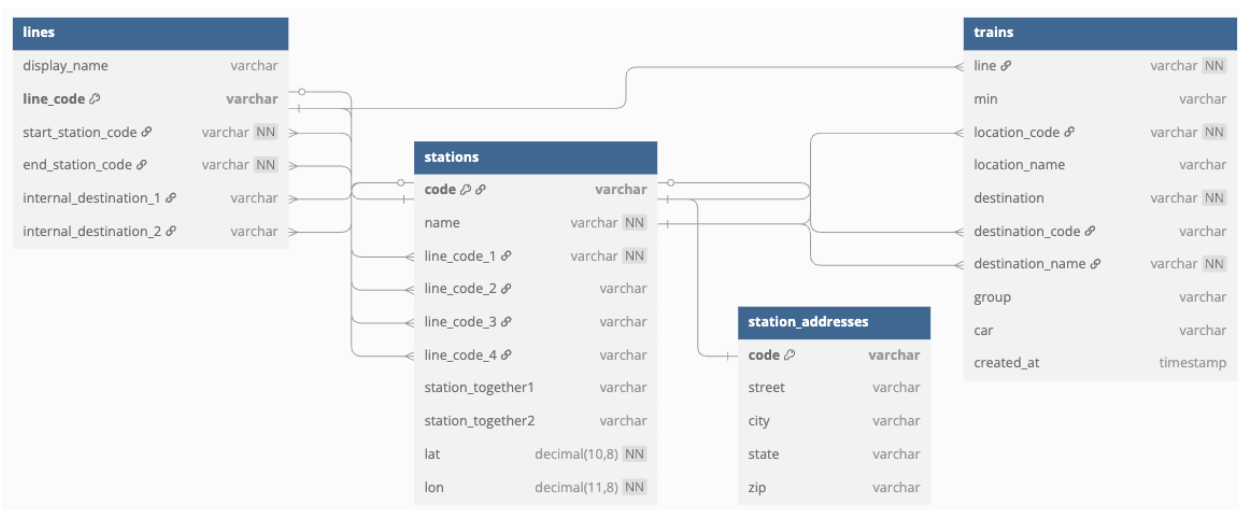 lines
display_name varchar
line_code varchar
start_station_code varchar NN
end_station_code varchar NN
internal_destination_1 varchar
internal_destination_2 varchar
stations
code varchar
name varchar NN
line_code_1 varchar NN
line_code_2 varchar
line_code_3 varchar
line_code_4 varchar
station_together1 varchar
station_together2 varchar
lat decimal(10,8) NN
lon decimal(11,8) NN
station_addresses
code varchar
street varchar
city varchar
state varchar
zip varchar
trains
line varchar NN
min varchar
location_code varchar NN
location_name varchar
destination varchar NN
destination_code varchar
destination_name varchar NN
group varchar
car varchar
created_at timestamp